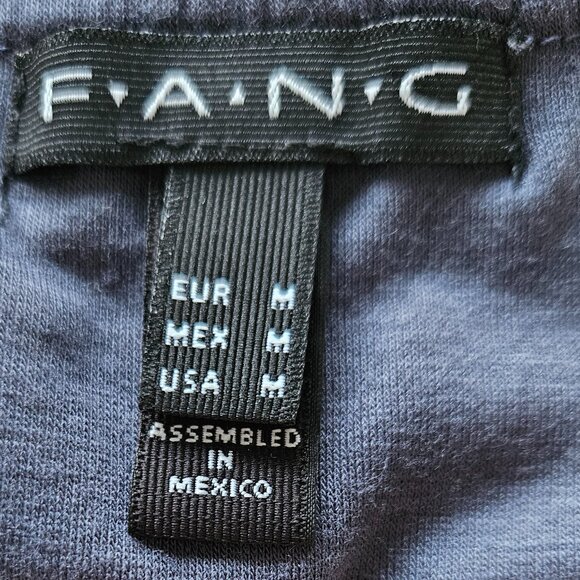 F▼A▲N▼G
EUR M
MEX M
USA M
ASSEMBLED
IN
MEXICO